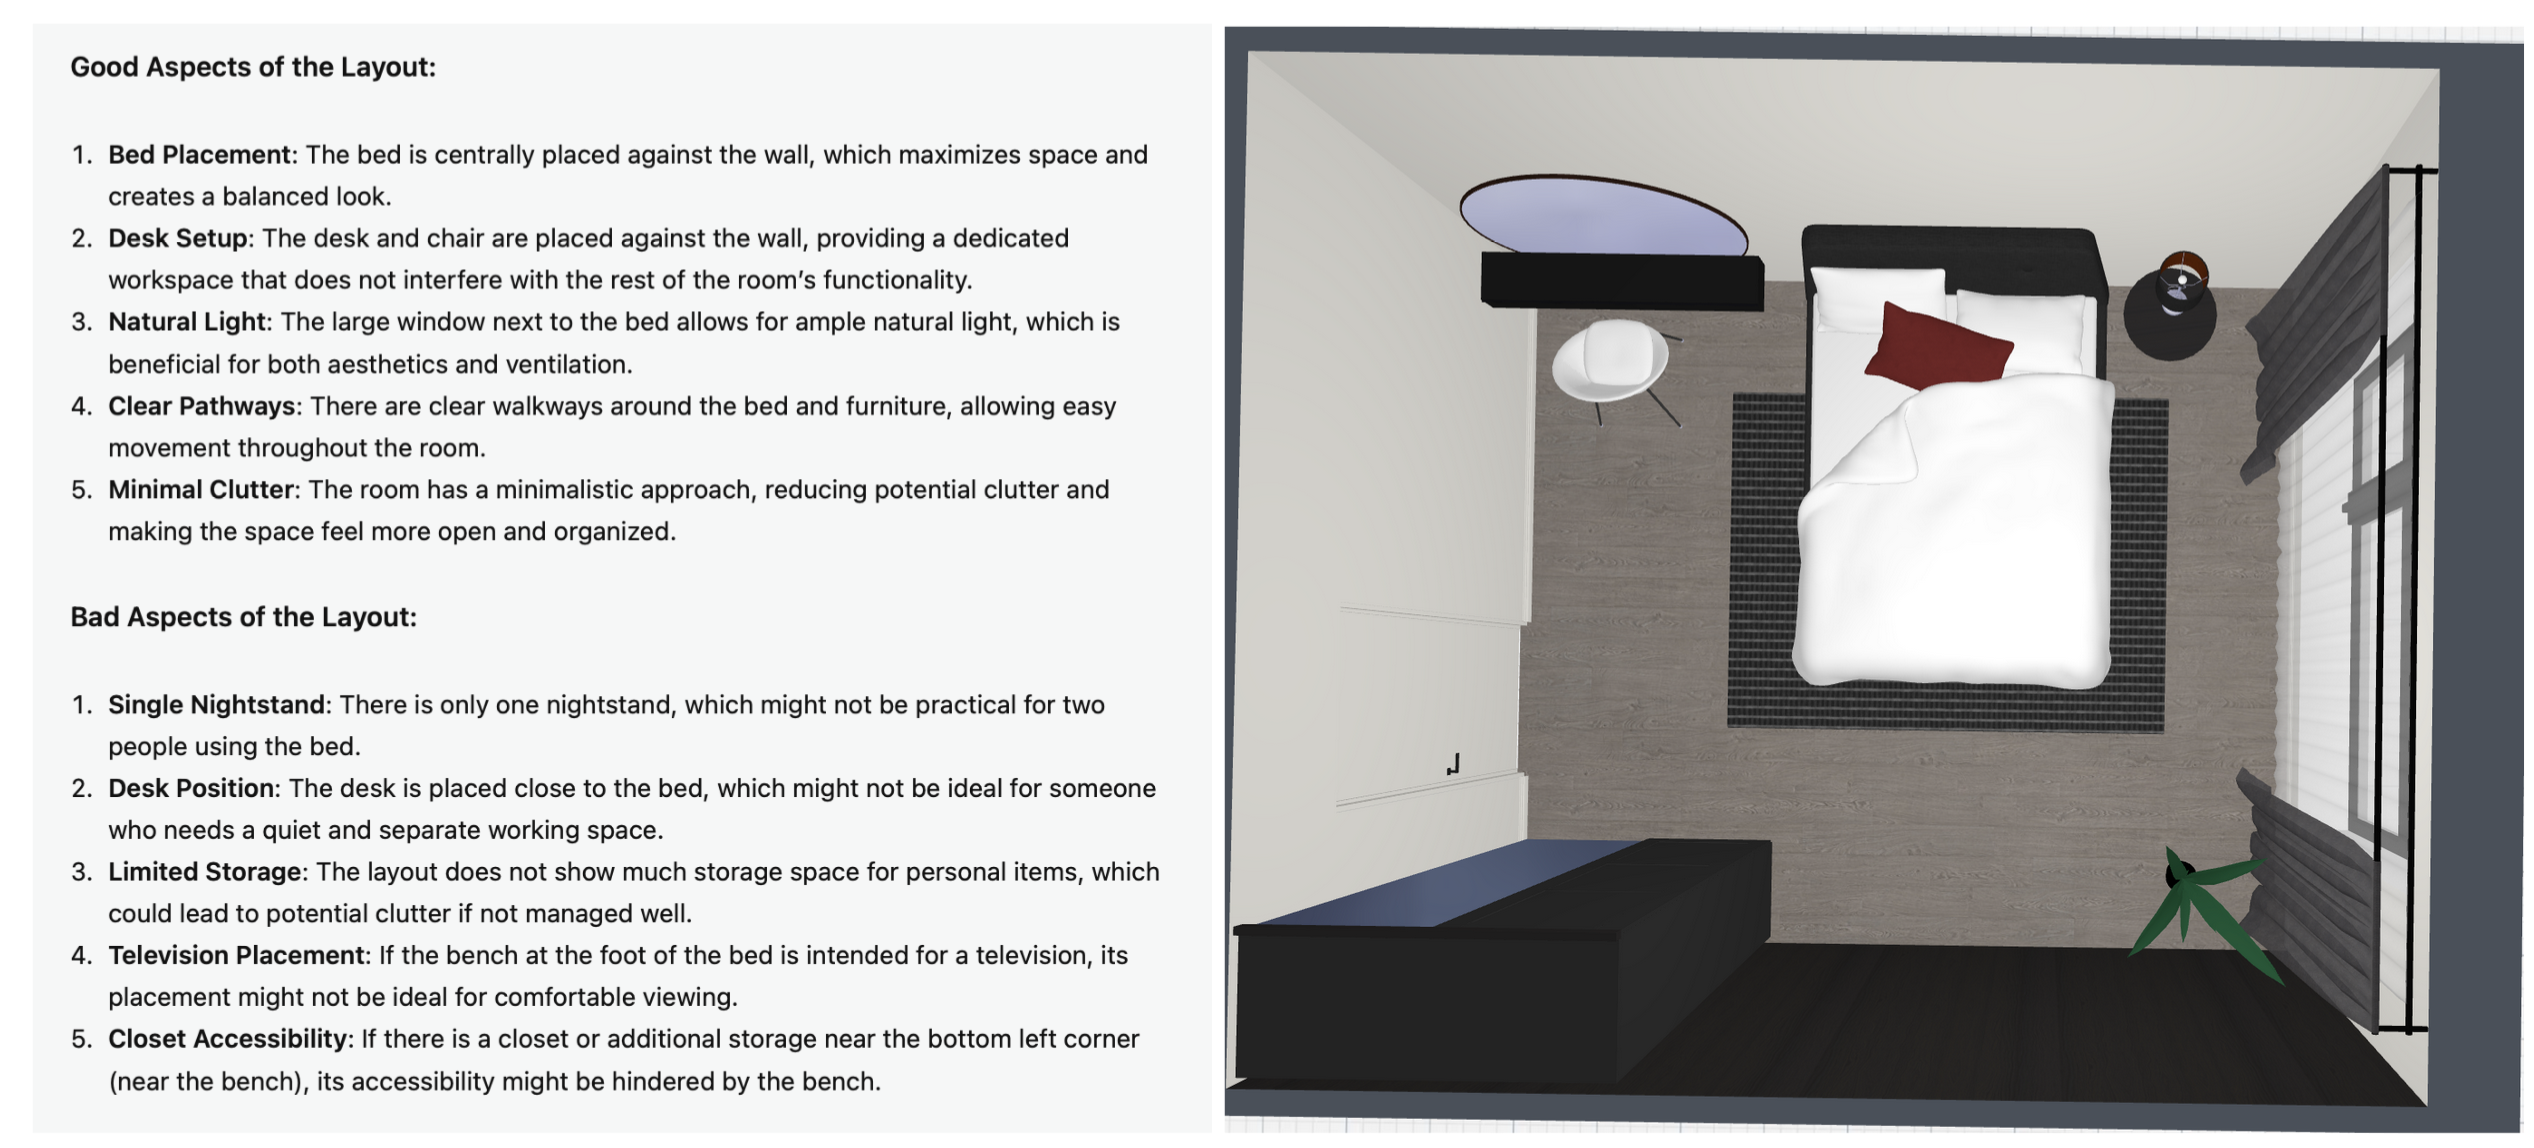 Good Aspects of the Layout:
1. Bed Placement: The bed is centrally placed against the wall, which maximizes space and
creates a balanced look.
2. Desk Setup: The desk and chair are placed against the wall, providing a dedicated
workspace that does not interfere with the rest of the room’s functionality.
3. Natural Light: The large window next to the bed allows for ample natural light, which is
beneficial for both aesthetics and ventilation.
4. Clear Pathways: There are clear walkways around the bed and furniture, allowing easy
movement throughout the room.
5. Minimal Clutter: The room has a minimalistic approach, reducing potential clutter and
making the space feel more open and organized.
Bad Aspects of the Layout:
1. Single Nightstand: There is only one nightstand, which might not be practical for two
people using the bed.
2. Desk Position: The desk is placed close to the bed, which might not be ideal for someone
who needs a quiet and separate working space.
3. Limited Storage: The layout does not show much storage space for personal items, which
could lead to potential clutter if not managed well.
4. Television Placement: If the bench at the foot of the bed is intended for a television, its
placement might not be ideal for comfortable viewing.
5. Closet Accessibility: If there is a closet or additional storage near the bottom left corner
(near the bench), its accessibility might be hindered by the bench.